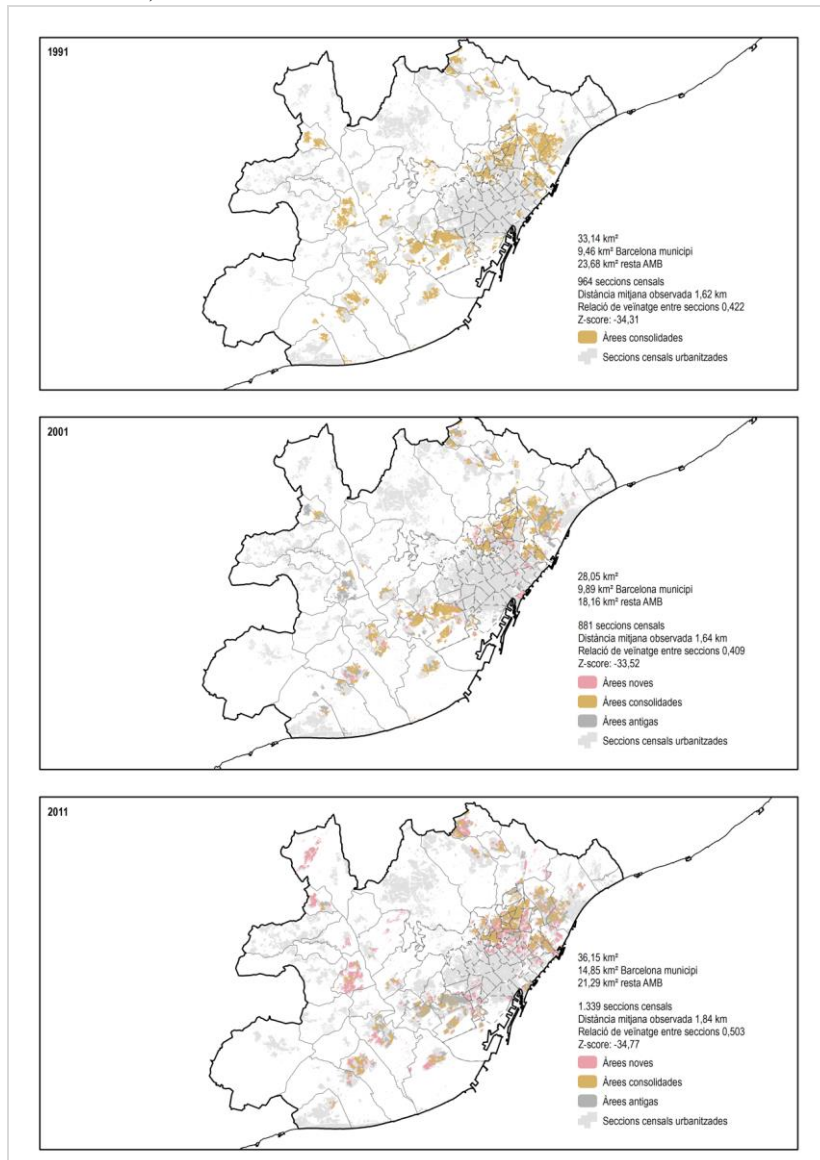 1991
33,14 km²
9,46 km² Barcelona municipi
23,68 km² resta AMB
964 seccions censals
Distància mitjana observada 1,62 km
Relació de veïnatge entre seccions 0,422
Z-score: -34,31
Àrees consolidades
Seccions censals urbanitzades
2001
28,05 km²
9,89 km² Barcelona municipi
18,16 km² resta AMB
881 seccions censals
Distància mitjana observada 1,64 km
Relació de veïnatge entre seccions 0,409
Z-score: -33,52
Àrees noves
Àrees consolidades
Àrees antigas
Seccions censals urbanitzades
2011
36,15 km²
14,85 km² Barcelona municipi
21,29 km² resta AMB
1.339 seccions censals
Distància mitjana observada 1,84 km
Relació de veïnatge entre seccions 0,503
Z-score: -34,77
Àrees noves
Àrees consolidades
Àrees antigas
Seccions censals urbanitzades